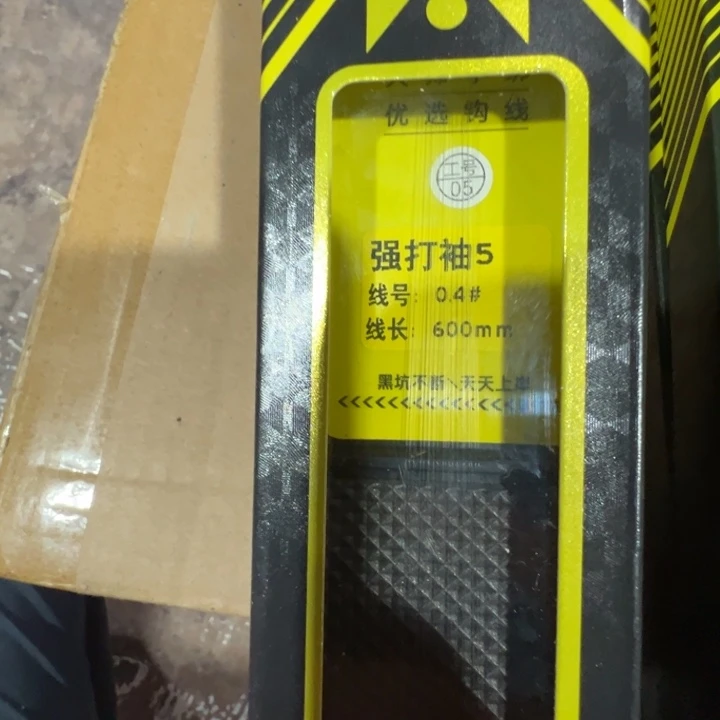 优选钩线
工号
05
强打袖5
线号: 0.4#
线长: 600mm
黑坑不断、天天上岸